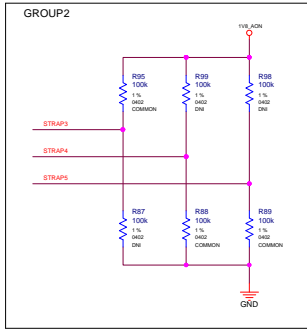 GROUP2
1V8_AON
R95
100k
1 %
0402
COMMON
R99
100k
1 %
0402
DNI
R98
100k
1 %
0402
DNI
STRAP3
STRAP4
STRAP5
R87
100k
1 %
0402
DNI
R88
100k
1 %
0402
COMMON
R89
100k
1 %
0402
COMMON
GND